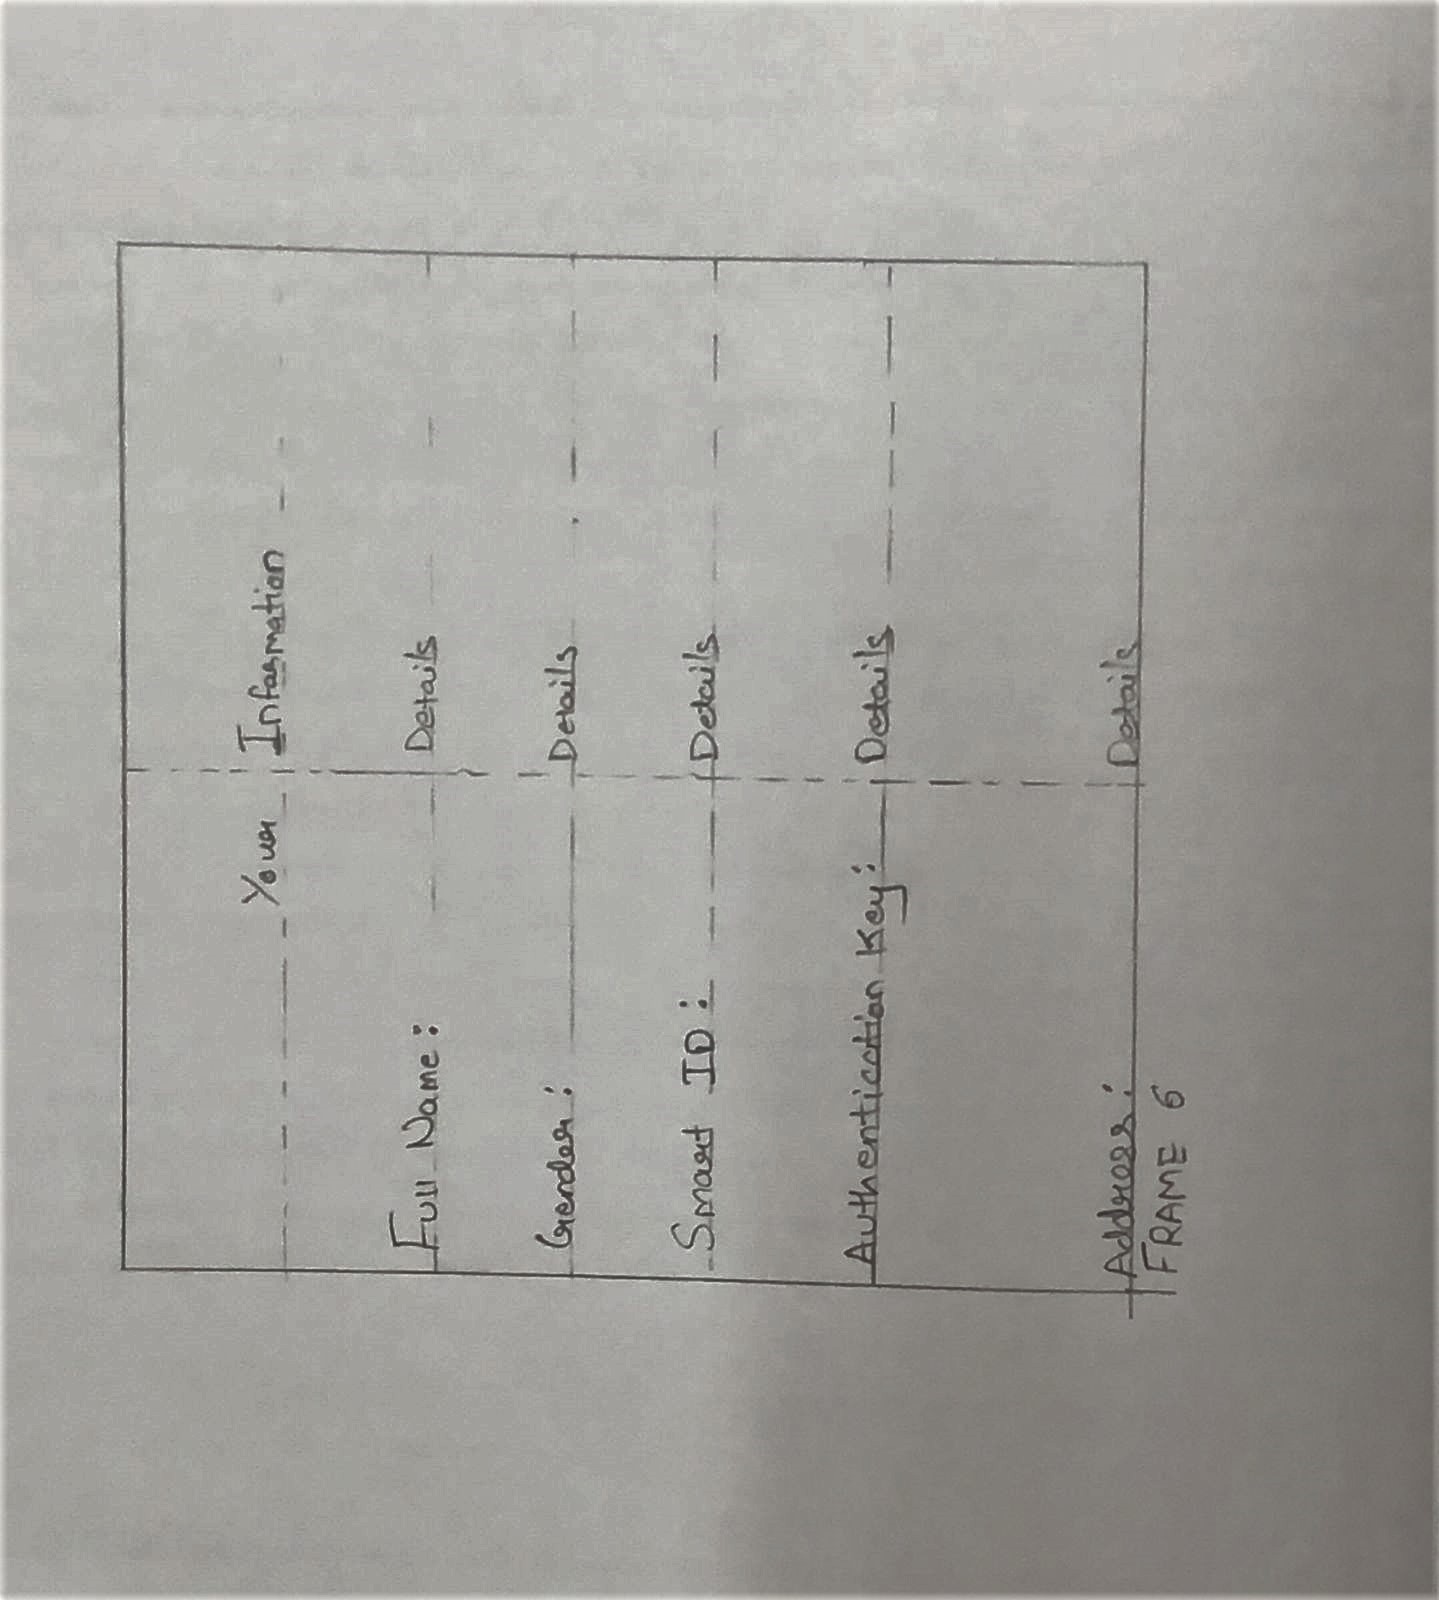 Your Information
Full Name: Details
Gender: Details
Smart ID: Details
Authentication Key: Details
Address: Details
FRAME 6